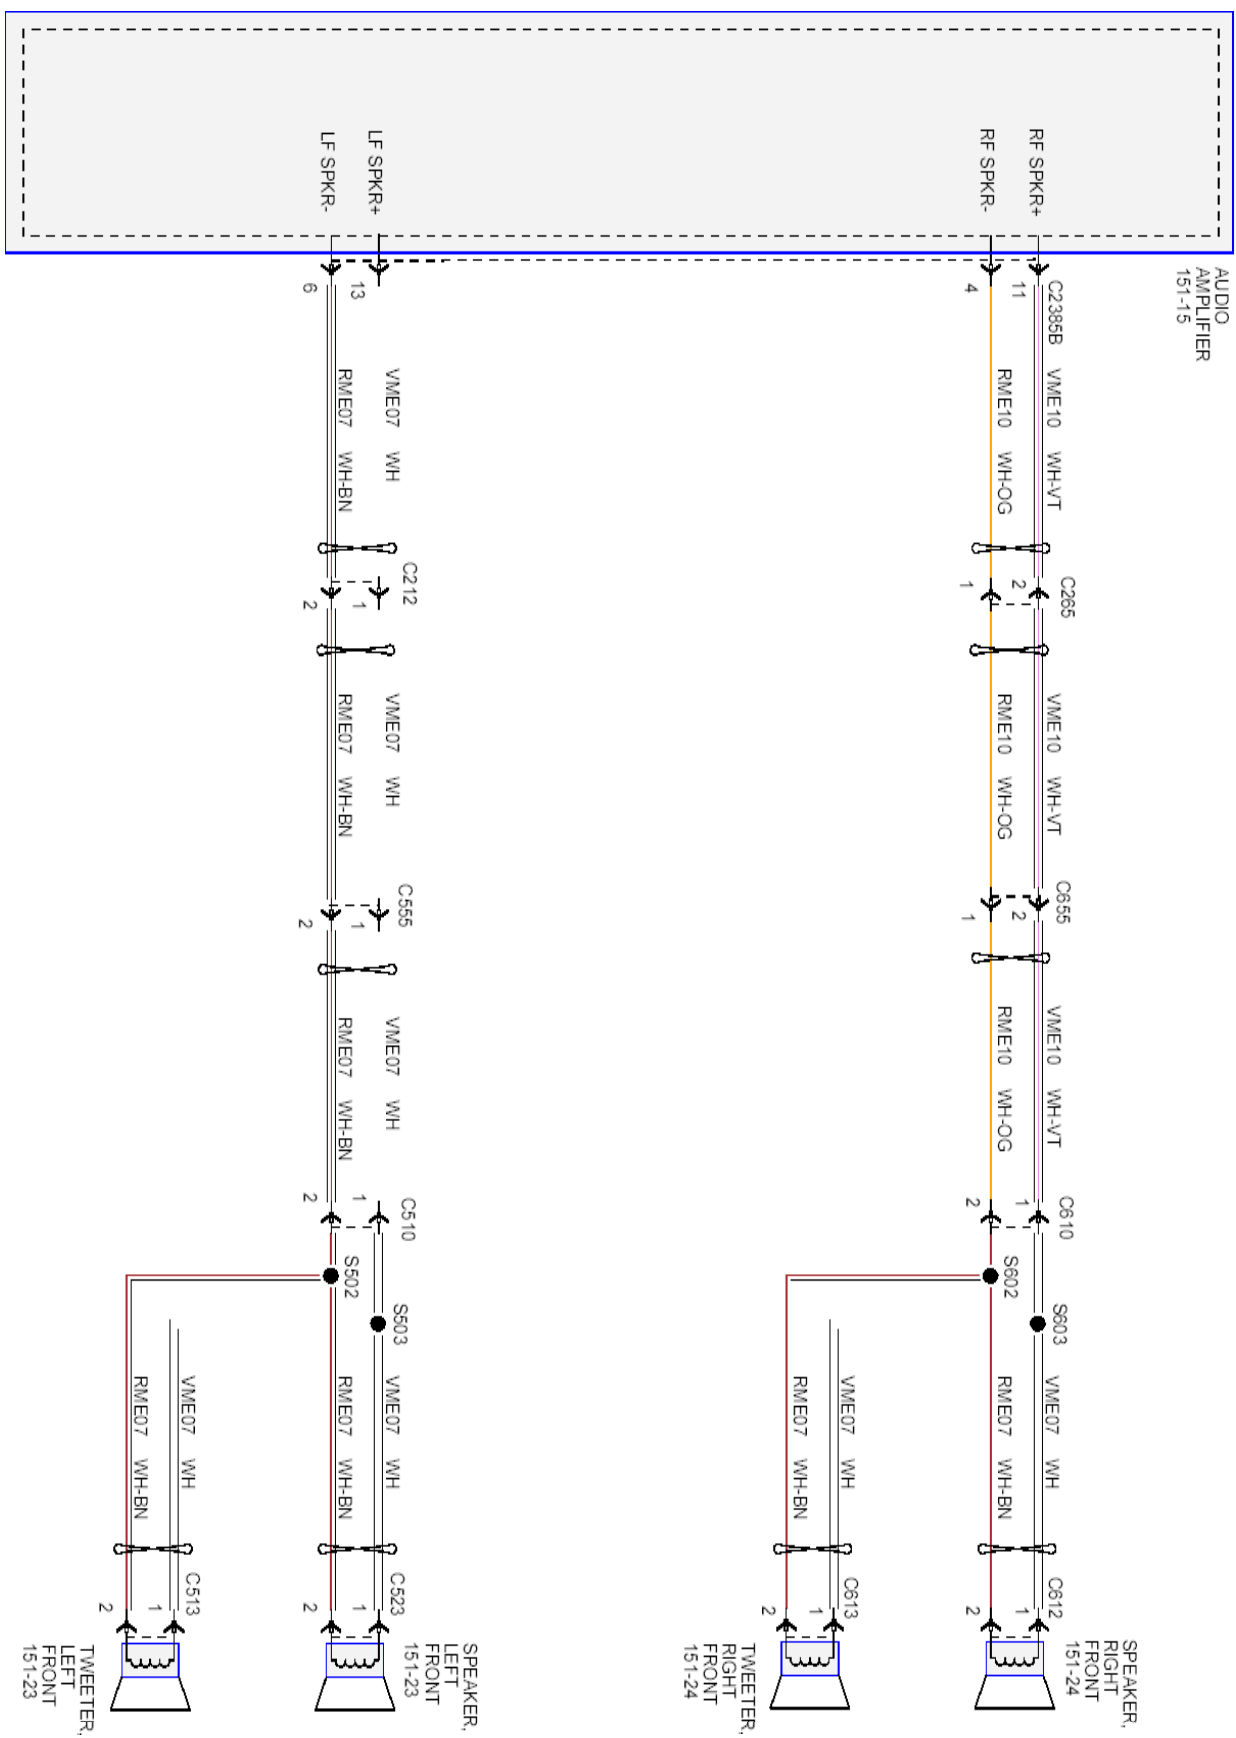 AUDIO
AMPLIFIER
151-15
RF SPKR+
RF SPKR-
LF SPKR+
LF SPKR-
C2385B
11
4
13
6
VME10 WH-VT
RME10 WH-OG
VME07 WH
RME07 WH-BN
C265
2
1
C212
1
2
VME10 WH-VT
RME10 WH-OG
VME07 WH
RME07 WH-BN
C655
2
1
C555
1
2
VME10 WH-VT
RME10 WH-OG
VME07 WH
RME07 WH-BN
C610
1
2
C510
1
2
S603
S602
S503
S502
VME07 WH
RME07 WH-BN
VME07 WH
RME07 WH-BN
VME07 WH
RME07 WH-BN
VME07 WH
RME07 WH-BN
C612
1
2
C613
1
2
C523
1
2
C513
1
2
SPEAKER,
RIGHT
FRONT
151-24
TWEETER,
RIGHT
FRONT
151-24
SPEAKER,
LEFT
FRONT
151-23
TWEETER,
LEFT
FRONT
151-23